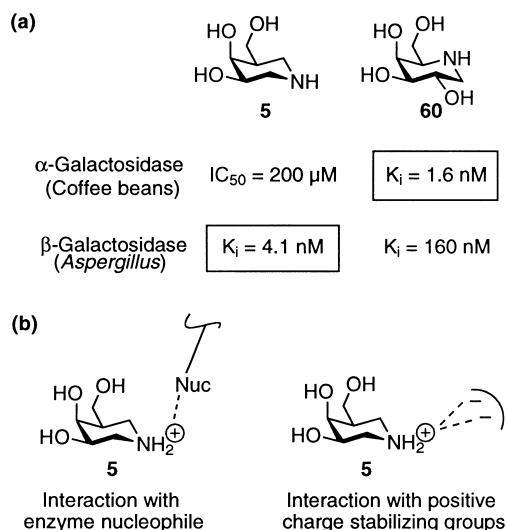 (a)
HO OH
HO NH
5
HO OH
HO NH
OH
60
α-Galactosidase
(Coffee beans)
IC50 = 200 µM
Ki = 1.6 nM
β-Galactosidase
(Aspergillus)
Ki = 4.1 nM
Ki = 160 nM
(b)
Nuc
HO OH
HO NH2 +
5
Interaction with
enzyme nucleophile
HO OH
HO NH2 +
− −
5
Interaction with positive
charge stabilizing groups